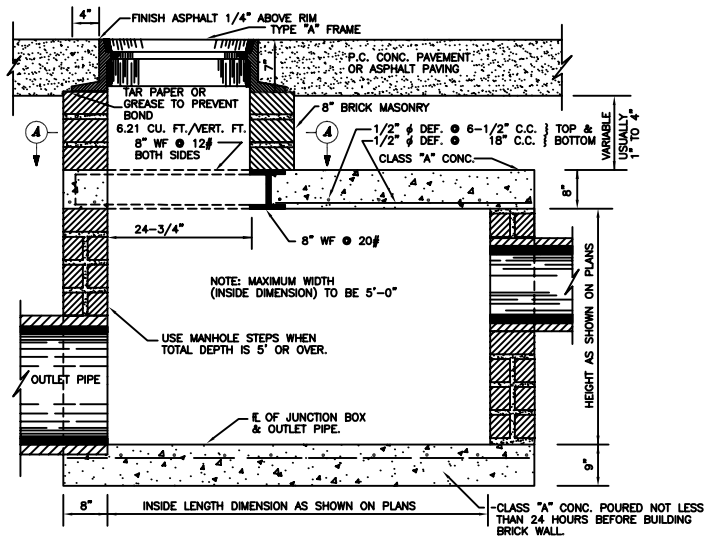 4"
FINISH ASPHALT 1/4" ABOVE RIM
TYPE "A" FRAME
P.C. CONC. PAVEMENT
OR ASPHALT PAVING
7"
TAR PAPER OR
GREASE TO PREVENT
BOND
6.21 CU. FT./VERT. FT.
8" WF @ 12#
BOTH SIDES
8" BRICK MASONRY
A
A
1/2" ϕ DEF. @ 6-1/2" C.C. } TOP &
1/2" ϕ DEF. @ 18" C.C. } BOTTOM
CLASS "A" CONC.
VARIABLE
USUALLY
1" TO 4"
8"
24-3/4"
8" WF @ 20#
NOTE: MAXIMUM WIDTH
(INSIDE DIMENSION) TO BE 5'-0"
HEIGHT AS SHOWN ON PLANS
USE MANHOLE STEPS WHEN
TOTAL DEPTH IS 5' OR OVER.
OUTLET PIPE
℄ OF JUNCTION BOX
& OUTLET PIPE.
9"
8"
INSIDE LENGTH DIMENSION AS SHOWN ON PLANS
CLASS "A" CONC. POURED NOT LESS
THAN 24 HOURS BEFORE BUILDING
BRICK WALL.